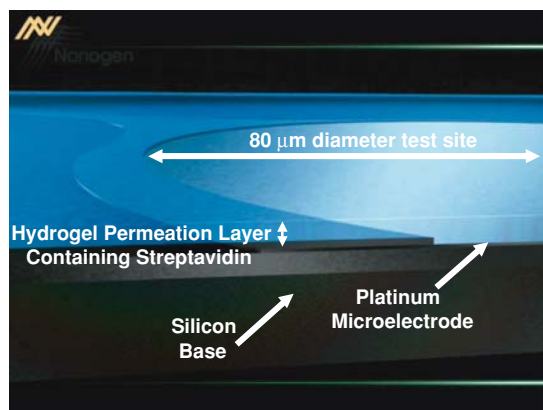 Nanogen
80 μm diameter test site
Hydrogel Permeation Layer
Containing Streptavidin
Platinum
Microelectrode
Silicon
Base